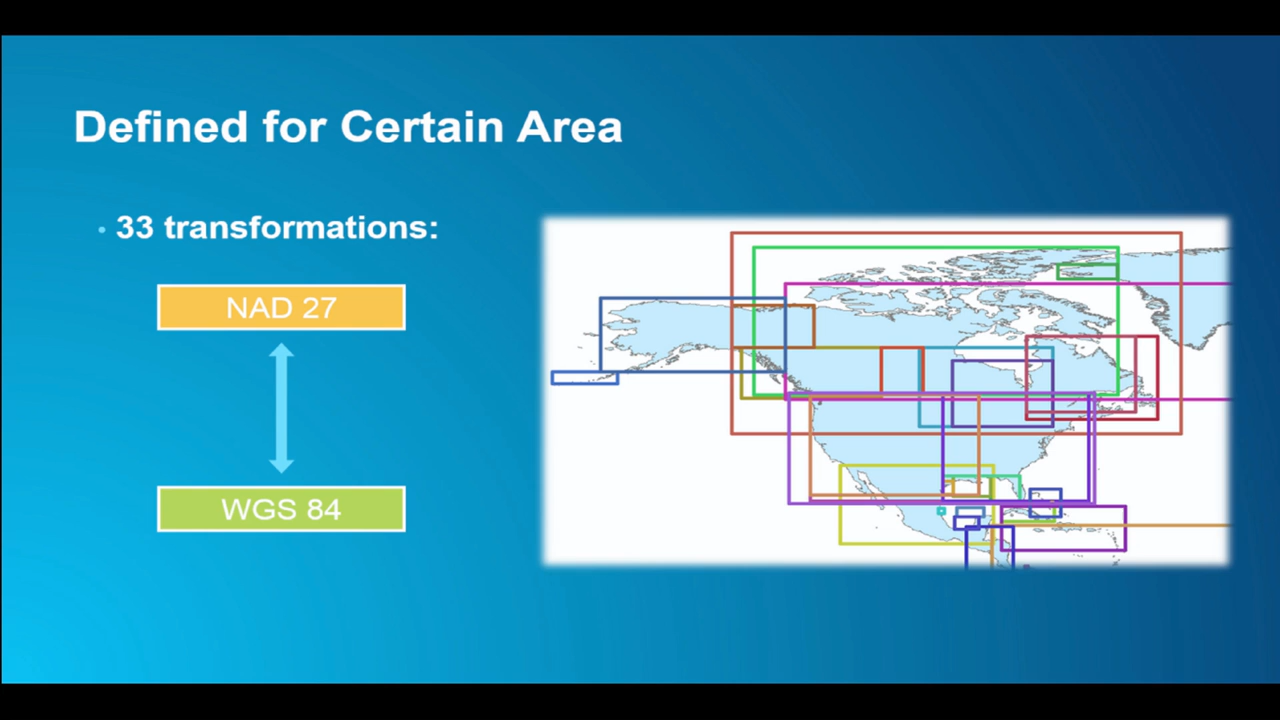 Defined for Certain Area
• 33 transformations:
NAD 27
WGS 84